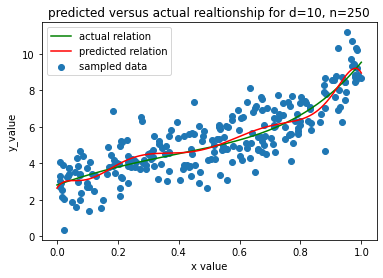 predicted versus actual realtionship for d=10, n=250
actual relation
predicted relation
sampled data
y_value
10
8
6
4
2
0
0.0 0.2 0.4 0.6 0.8 1.0
x value